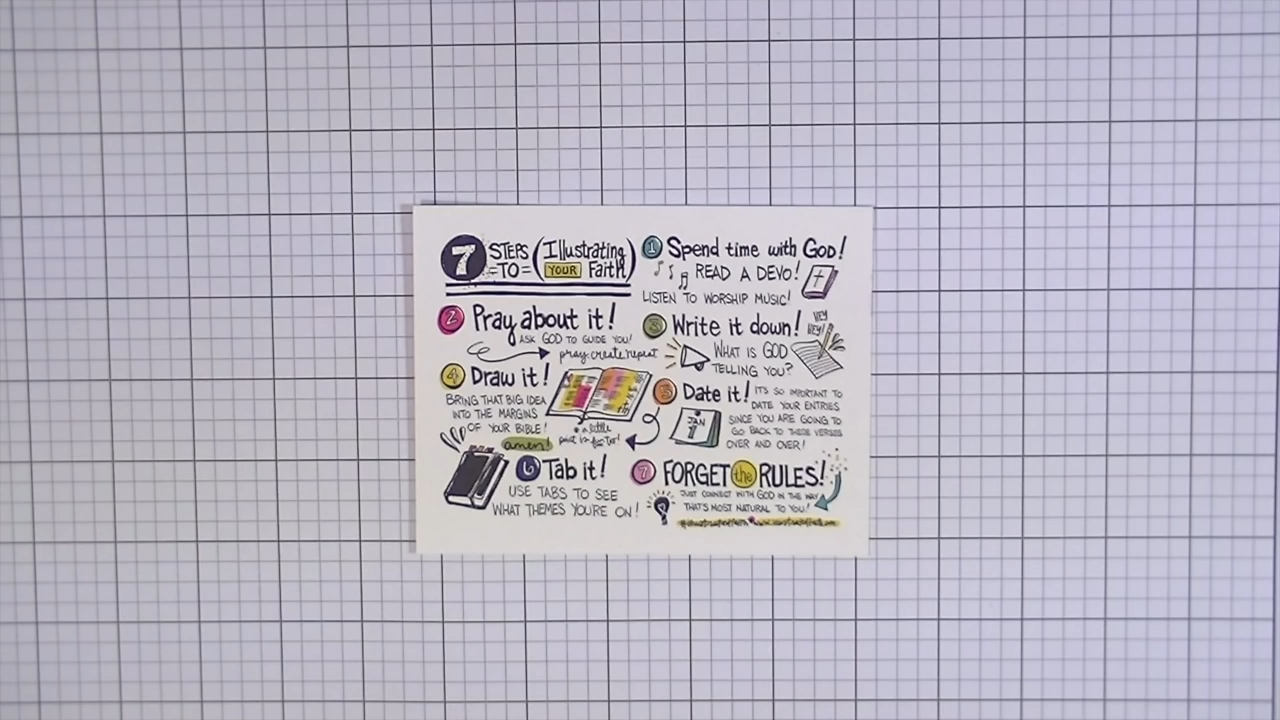 7 STEPS =TO= (Illustrating YOUR Faith)
1 Spend time with God!
READ A DEVO!
LISTEN TO WORSHIP MUSIC!
2 Pray about it!
ASK GOD TO GUIDE YOU!
pray.create.repeat
3 Write it down!
HEY HEY!
WHAT IS GOD
TELLING YOU?
4 Draw it!
BRING THAT BIG IDEA
INTO THE MARGINS
OF YOUR BIBLE!
amen!
a little
paint is fun too!
5 Date it!
IT'S SO IMPORTANT TO
DATE YOUR ENTRIES
SINCE YOU ARE GOING TO
GO BACK TO THESE VERSES
OVER AND OVER!
JAN
1
6 Tab it!
USE TABS TO SEE
WHAT THEMES YOU'RE ON!
7 FORGET the RULES!
JUST CONNECT WITH GOD IN THE WAY
THAT'S MOST NATURAL TO YOU!